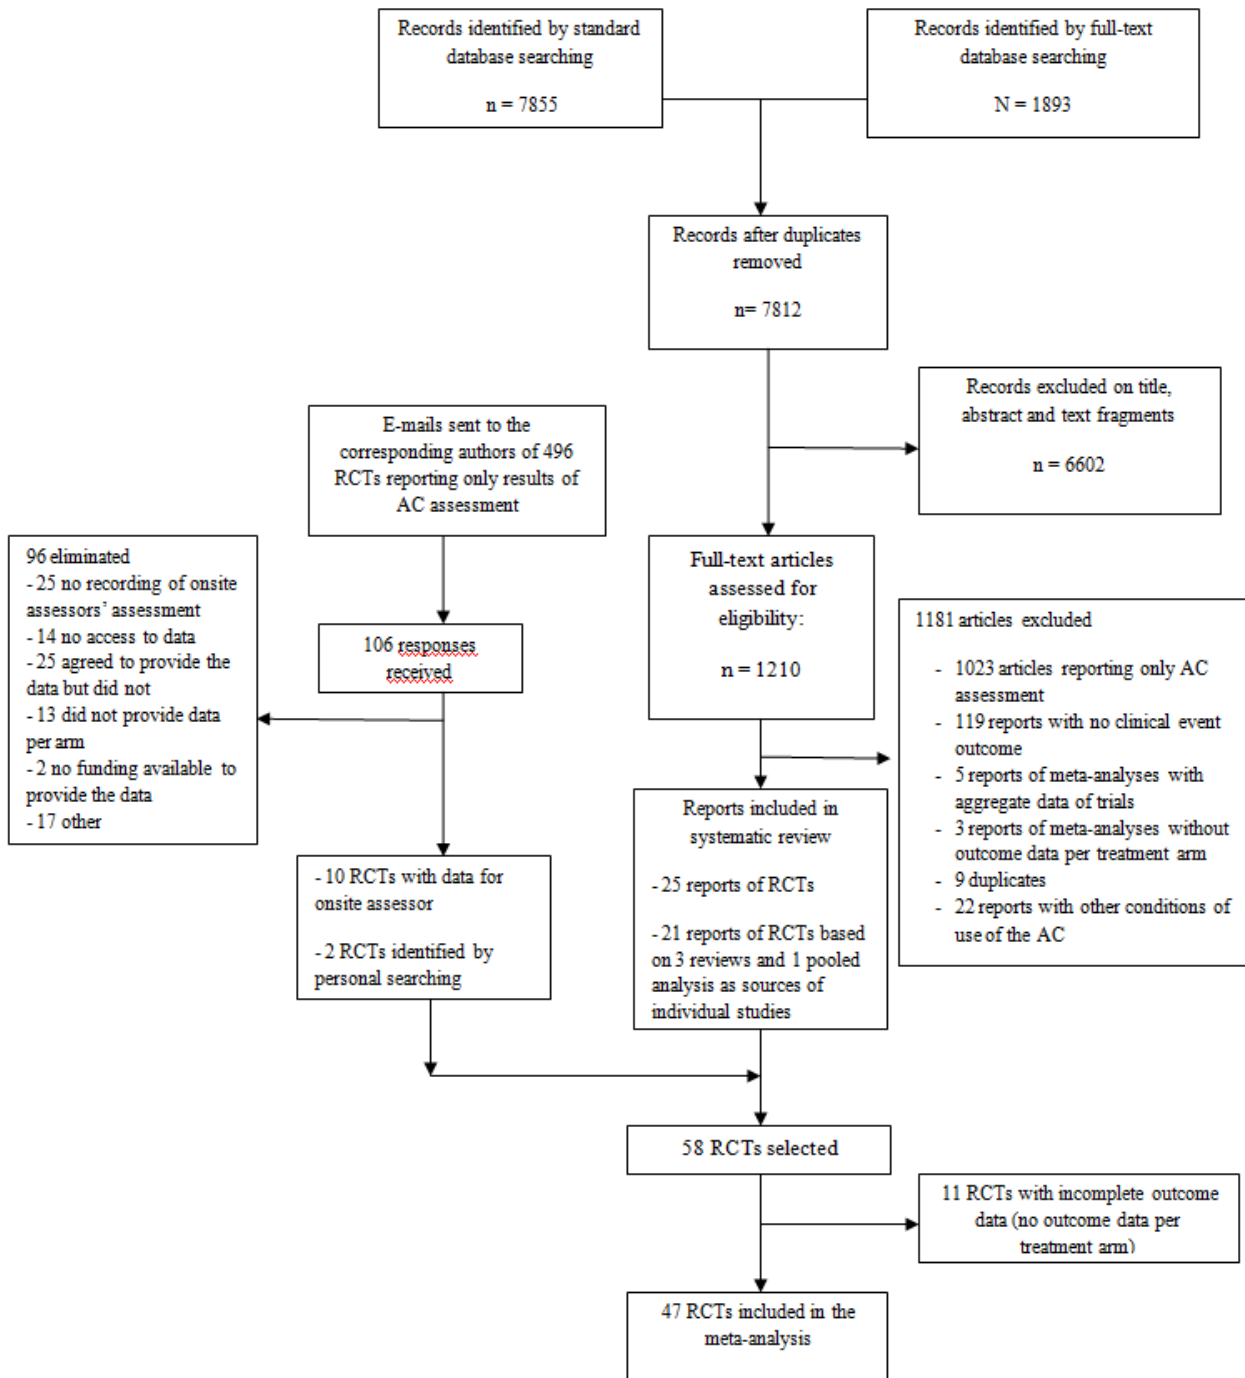 Records identified by standard
database searching
n = 7855
Records identified by full-text
database searching
N = 1893
Records after duplicates
removed
n= 7812
Records excluded on title,
abstract and text fragments
n = 6602
E-mails sent to the
corresponding authors of 496
RCTs reporting only results of
AC assessment
96 eliminated
- 25 no recording of onsite
assessors' assessment
- 14 no access to data
- 25 agreed to provide the
data but did not
- 13 did not provide data
per arm
- 2 no funding available to
provide the data
- 17 other
106 responses
received
Full-text articles
assessed for
eligibility:
n = 1210
1181 articles excluded
- 1023 articles reporting only AC
assessment
- 119 reports with no clinical event
outcome
- 5 reports of meta-analyses with
aggregate data of trials
- 3 reports of meta-analyses without
outcome data per treatment arm
- 9 duplicates
- 22 reports with other conditions of
use of the AC
- 10 RCTs with data for
onsite assessor
- 2 RCTs identified by
personal searching
Reports included in
systematic review
- 25 reports of RCTs
- 21 reports of RCTs based
on 3 reviews and 1 pooled
analysis as sources of
individual studies
58 RCTs selected
11 RCTs with incomplete outcome
data (no outcome data per
treatment arm)
47 RCTs included in the
meta-analysis